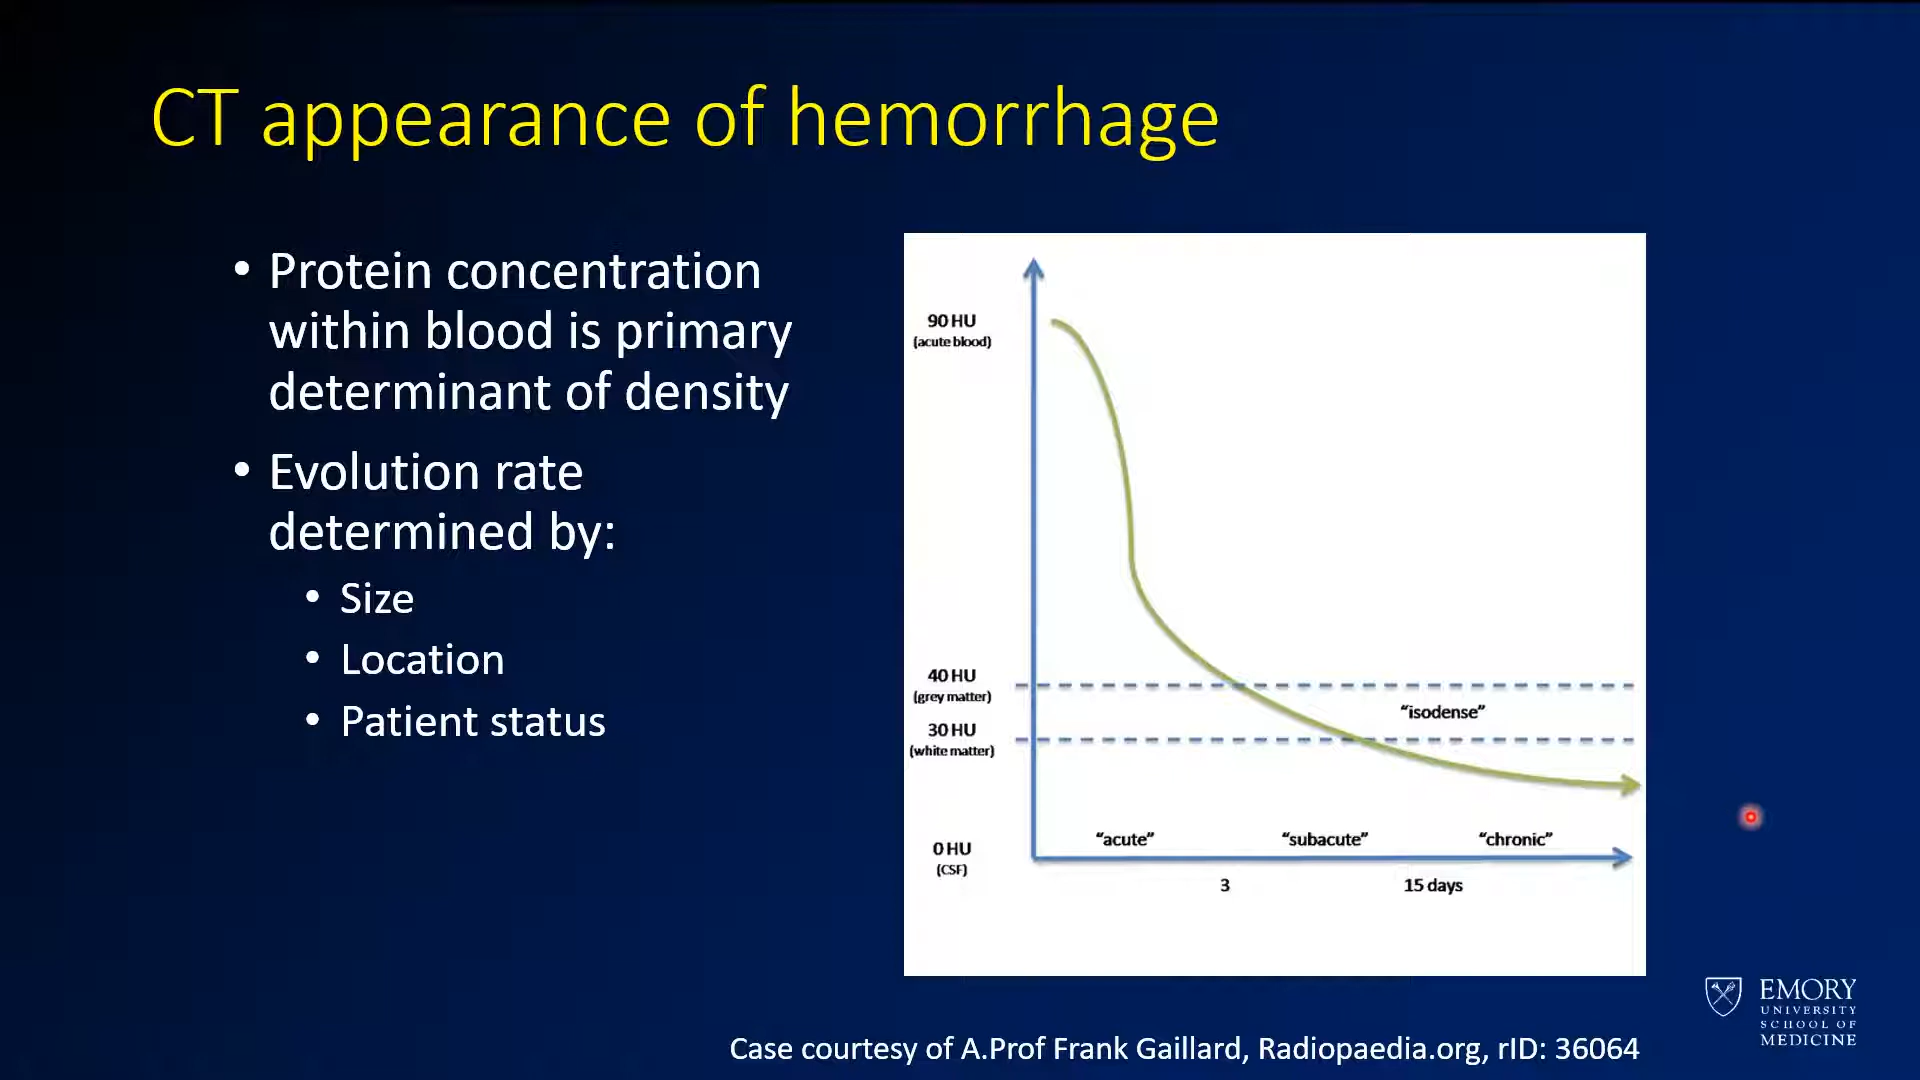 CT appearance of hemorrhage
• Protein concentration
within blood is primary
determinant of density
• Evolution rate
determined by:
• Size
• Location
• Patient status
90 HU
(acute blood)
40 HU
(grey matter)
30 HU
(white matter)
0 HU
(CSF)
“isodense”
“acute” “subacute” “chronic”
3 15 days
EMORY
UNIVERSITY
SCHOOL OF
MEDICINE
Case courtesy of A.Prof Frank Gaillard, Radiopaedia.org, rID: 36064